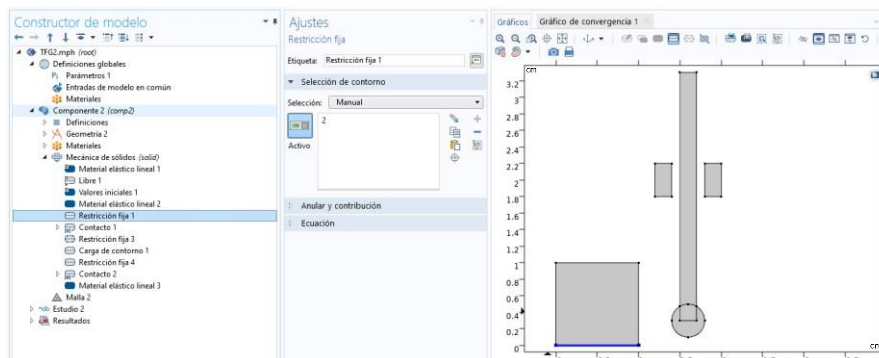 Constructor de modelo
TFG2.mph (root)
Definiciones globales
Pi Parámetros 1
Entradas de modelo en común
Materiales
Componente 2 (comp2)
Definiciones
Geometría 2
Materiales
Mecánica de sólidos (solid)
Material elástico lineal 1
Libre 1
Valores iniciales 1
Material elástico lineal 2
Restricción fija 1
Contacto 1
Restricción fija 3
Carga de contorno 1
Restricción fija 4
Contacto 2
Material elástico lineal 3
Malla 2
Estudio 2
Resultados
Ajustes
Restricción fija
Etiqueta: Restricción fija 1
Selección de contorno
Selección: Manual
2
Activo
Anular y contribución
Ecuación
Gráficos Gráfico de convergencia 1
cm
3.2
3
2.8
2.6
2.4
2.2
2
1.8
1.6
1.4
1.2
1
0.8
0.6
0.4
0.2
0
cm